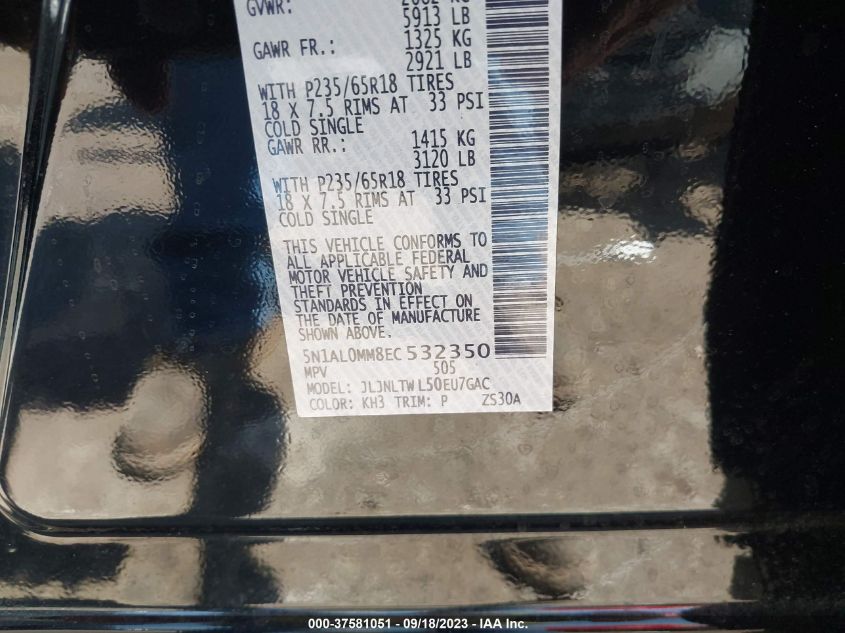 GVWR:
5913 LB
GAWR FR.: 1325 KG
2921 LB
WITH P235/65R18 TIRES
18 X 7.5 RIMS AT 33 PSI
COLD SINGLE
GAWR RR.: 1415 KG
3120 LB
WITH P235/65R18 TIRES
18 X 7.5 RIMS AT 33 PSI
COLD SINGLE
THIS VEHICLE CONFORMS TO
ALL APPLICABLE FEDERAL
MOTOR VEHICLE SAFETY AND
THEFT PREVENTION
STANDARDS IN EFFECT ON
THE DATE OF MANUFACTURE
SHOWN ABOVE.
5N1AL0MM8EC532350
MPV 505
MODEL: JLJNLTWL50EU7GAC
COLOR: KH3 TRIM: P ZS30A
000-37581051 - 09/18/2023 - © IAA Inc.